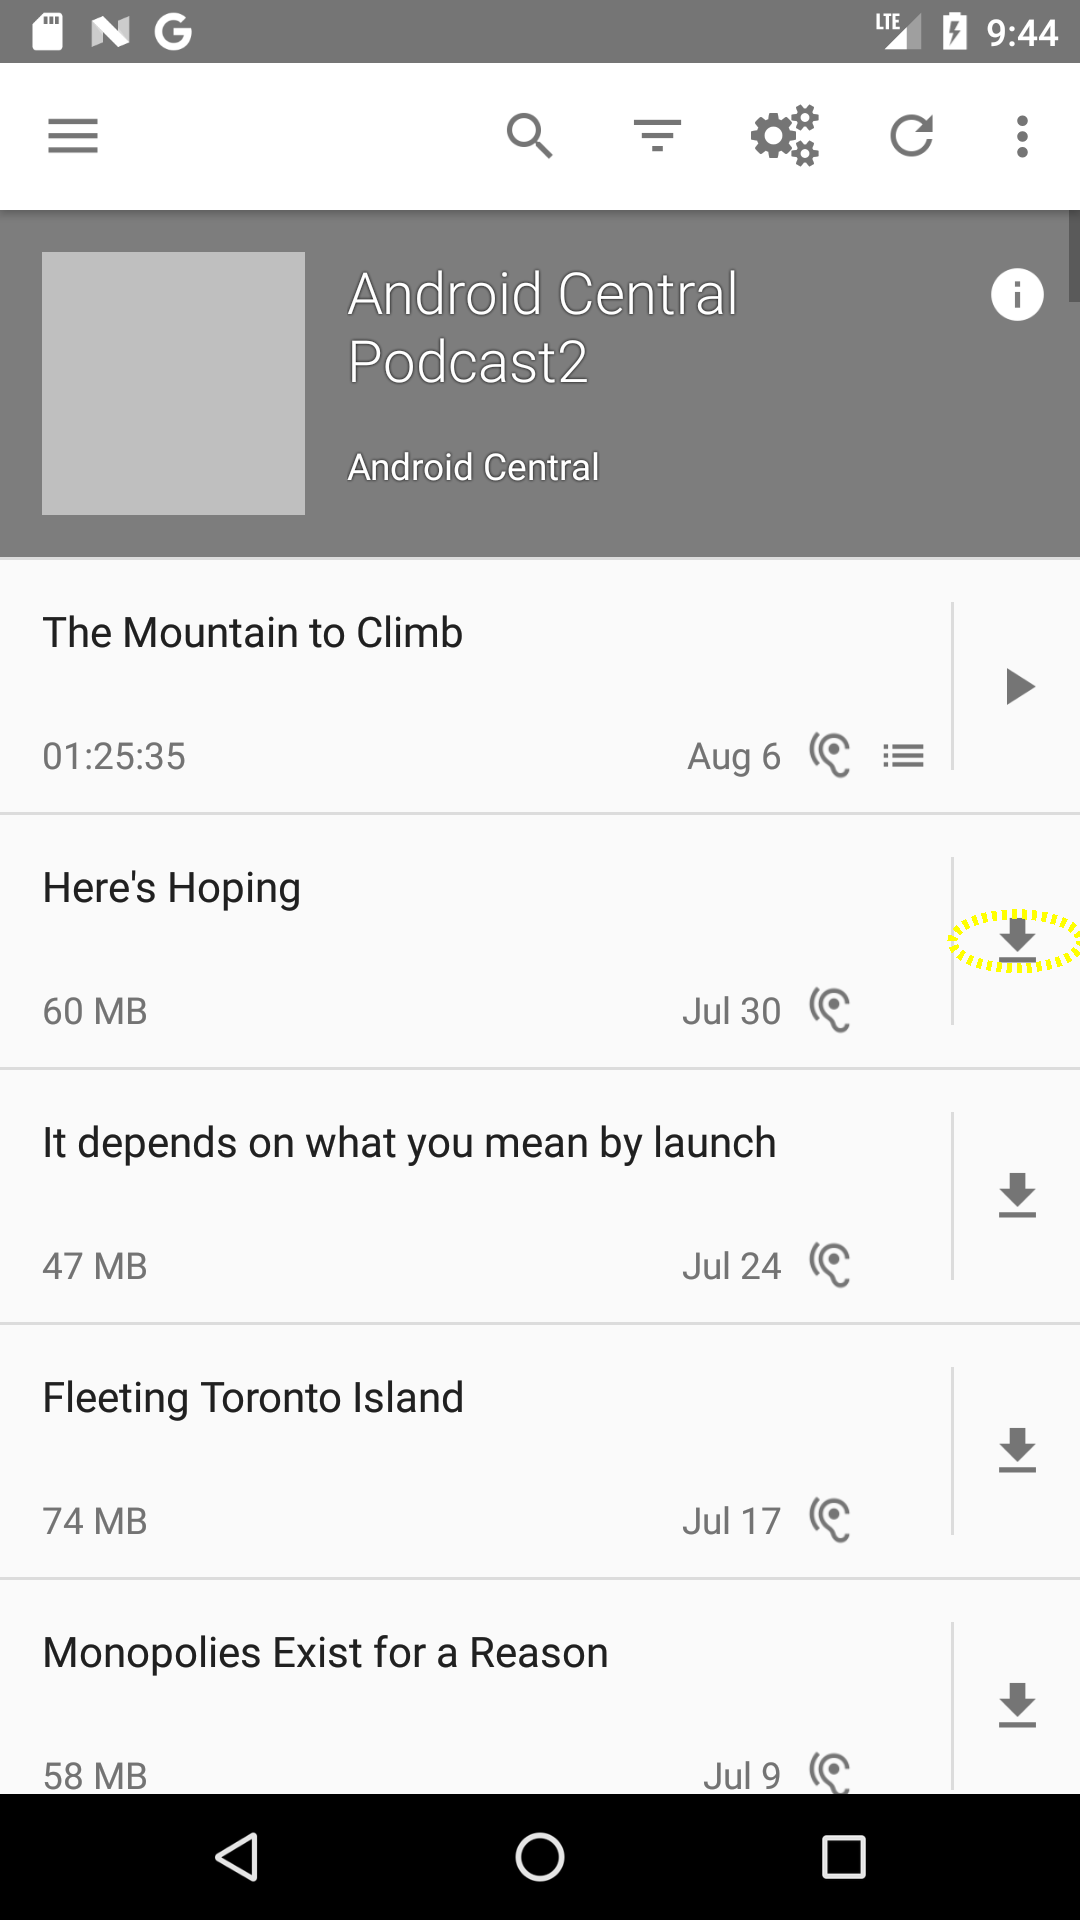 LTE 9:44
Android Central
Podcast2
Android Central
The Mountain to Climb
01:25:35 Aug 6
Here's Hoping
60 MB Jul 30
It depends on what you mean by launch
47 MB Jul 24
Fleeting Toronto Island
74 MB Jul 17
Monopolies Exist for a Reason
58 MB Jul 9